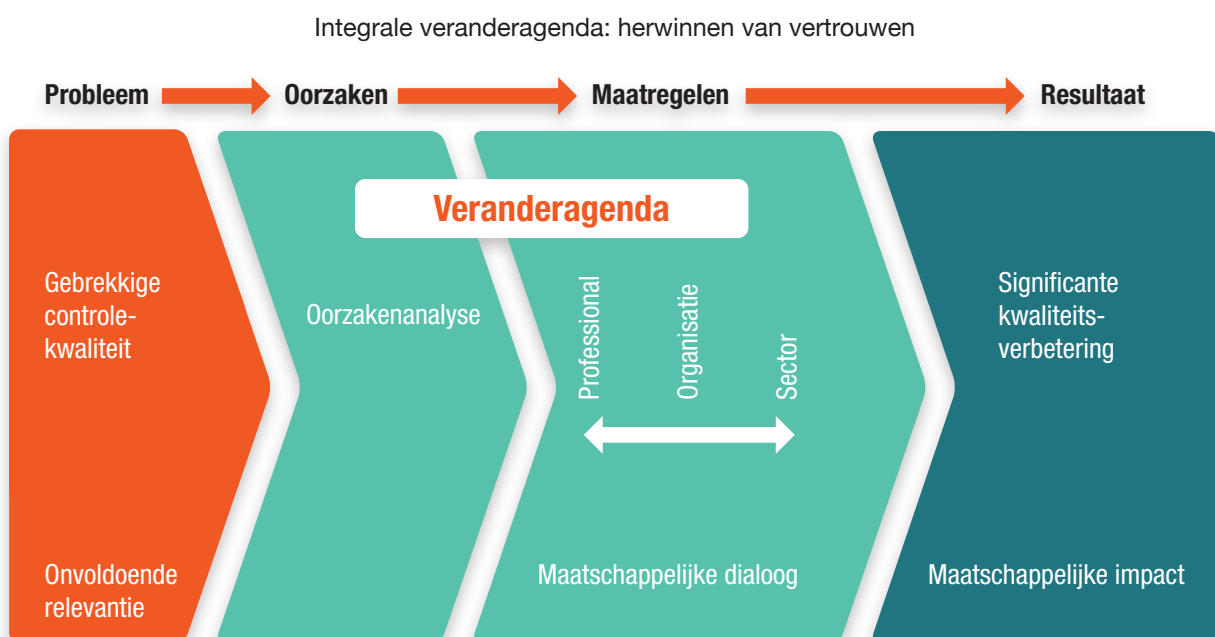 Integrale veranderagenda: herwinnen van vertrouwen
Probleem
Oorzaken
Maatregelen
Resultaat
Veranderagenda
Gebrekkige
controle-
kwaliteit
Oorzakenanalyse
Professional
Organisatie
Sector
Significante
kwaliteits-
verbetering
Onvoldoende
relevantie
Maatschappelijke dialoog
Maatschappelijke impact